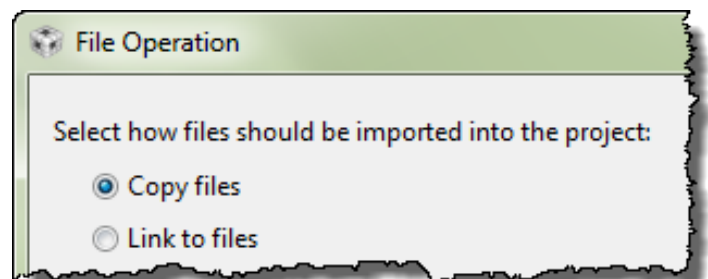 File Operation
Select how files should be imported into the project:
Copy files
Link to files